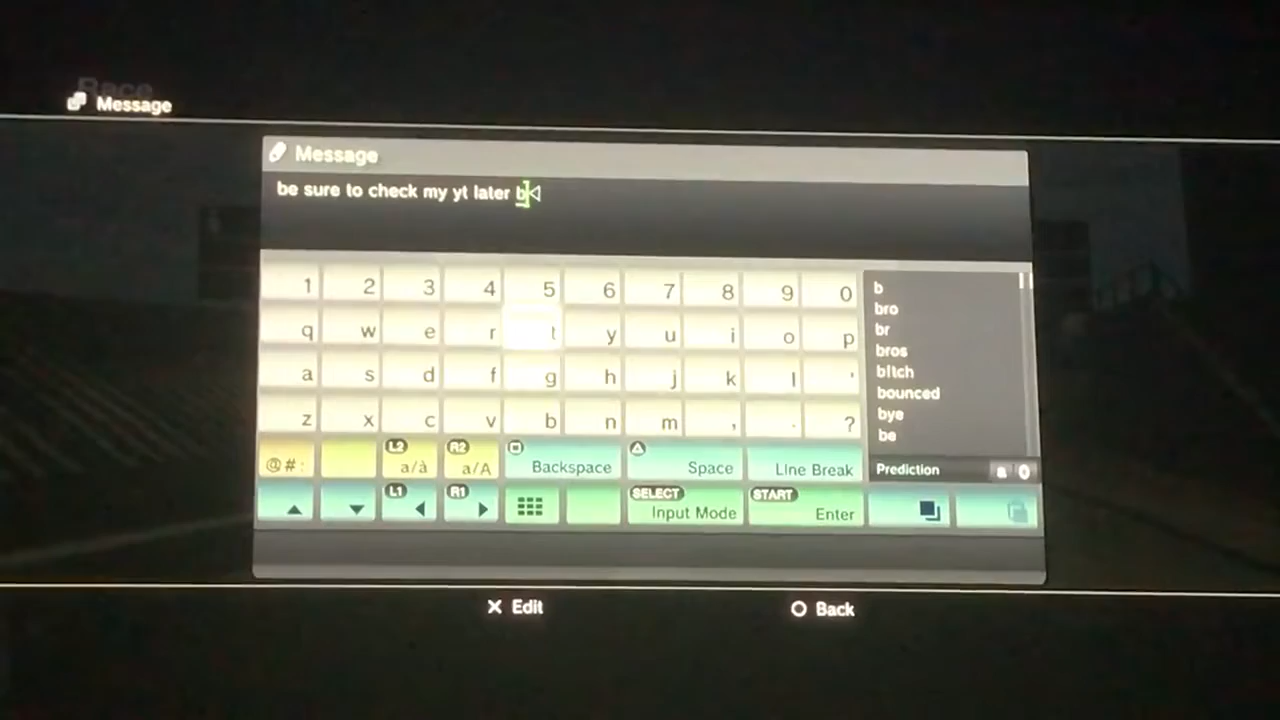 Race
Message
Message
be sure to check my yt later b
1 2 3 4 5 6 7 8 9 0
q w e r t y u i o p
a s d f g h j k l '
z x c v b n m , . ?
@#: L2 a/à R2 a/A Backspace Space Line Break
L1 R1 SELECT Input Mode START Enter
b
bro
br
bros
bitch
bounced
bye
be
Prediction a 0
Edit Back